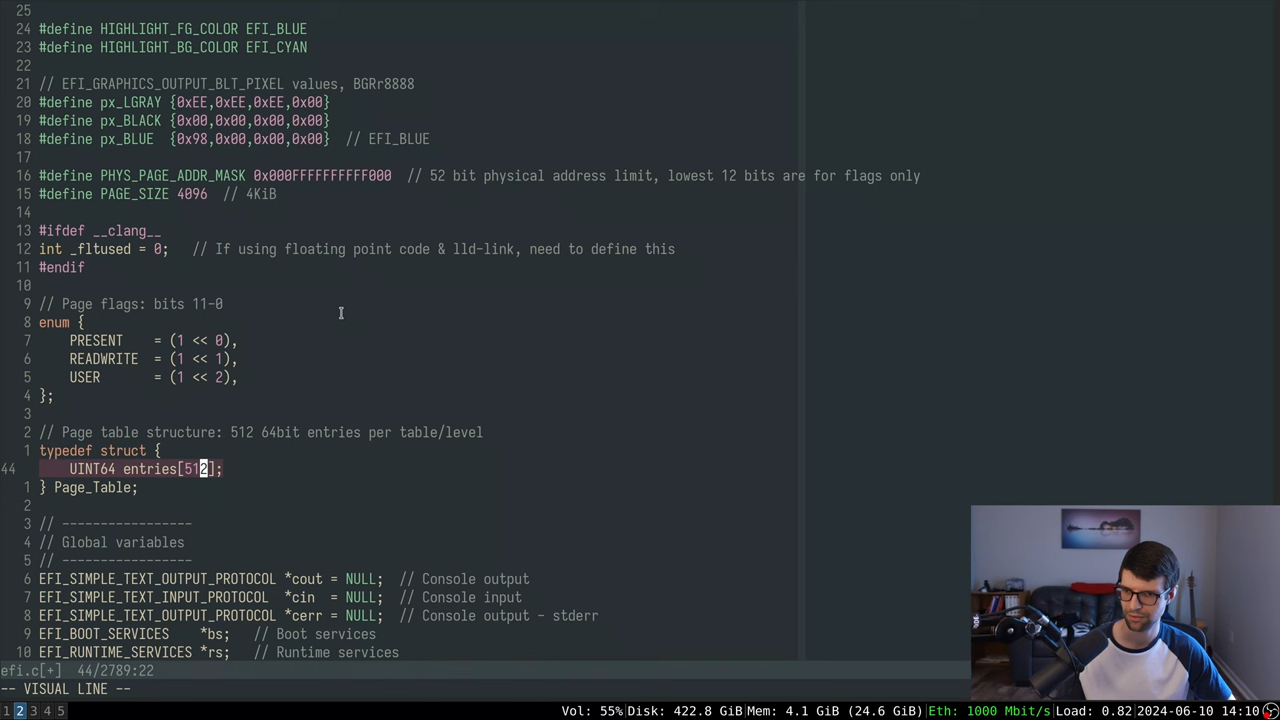 25
24 #define HIGHLIGHT_FG_COLOR EFI_BLUE
23 #define HIGHLIGHT_BG_COLOR EFI_CYAN
22
21 // EFI_GRAPHICS_OUTPUT_BLT_PIXEL values, BGRr8888
20 #define px_LGRAY {0xEE,0xEE,0xEE,0x00}
19 #define px_BLACK {0x00,0x00,0x00,0x00}
18 #define px_BLUE  {0x98,0x00,0x00,0x00}  // EFI_BLUE
17
16 #define PHYS_PAGE_ADDR_MASK 0x000FFFFFFFFFF000  // 52 bit physical address limit, lowest 12 bits are for flags only
15 #define PAGE_SIZE 4096  // 4KiB
14
13 #ifdef __clang__
12 int _fltused = 0;   // If using floating point code & lld-link, need to define this
11 #endif
10
9 // Page flags: bits 11-0
8 enum {
7     PRESENT    = (1 << 0),
6     READWRITE  = (1 << 1),
5     USER       = (1 << 2),
4 };
3
2 // Page table structure: 512 64bit entries per table/level
1 typedef struct {
44     UINT64 entries[512];
1 } Page_Table;
2
3 // -----------------
4 // Global variables
5 // -----------------
6 EFI_SIMPLE_TEXT_OUTPUT_PROTOCOL *cout = NULL;  // Console output
7 EFI_SIMPLE_TEXT_INPUT_PROTOCOL  *cin  = NULL;  // Console input
8 EFI_SIMPLE_TEXT_OUTPUT_PROTOCOL *cerr = NULL;  // Console output - stderr
9 EFI_BOOT_SERVICES    *bs;  // Boot services
10 EFI_RUNTIME_SERVICES *rs;  // Runtime services
efi.c[+]  44/2789:22
-- VISUAL LINE --
1 2 3 4 5 Vol: 55% Disk: 422.8 GiB Mem: 4.1 GiB (24.6 GiB) Eth: 1000 Mbit/s Load: 0.82 2024-06-10 14:10